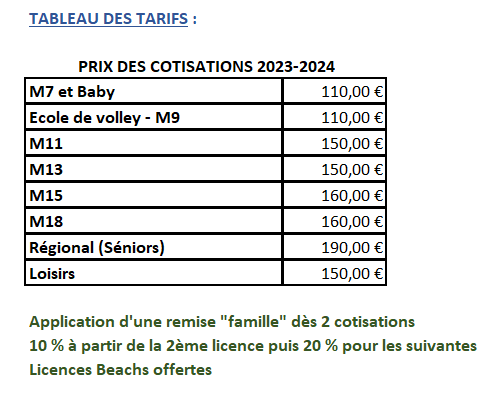 TABLEAU DES TARIFS :
PRIX DES COTISATIONS 2023-2024
M7 et Baby 110,00 €
Ecole de volley - M9 110,00 €
M11 150,00 €
M13 150,00 €
M15 160,00 €
M18 160,00 €
Régional (Séniors) 190,00 €
Loisirs 150,00 €
Application d'une remise "famille" dès 2 cotisations
10 % à partir de la 2ème licence puis 20 % pour les suivantes
Licences Beachs offertes